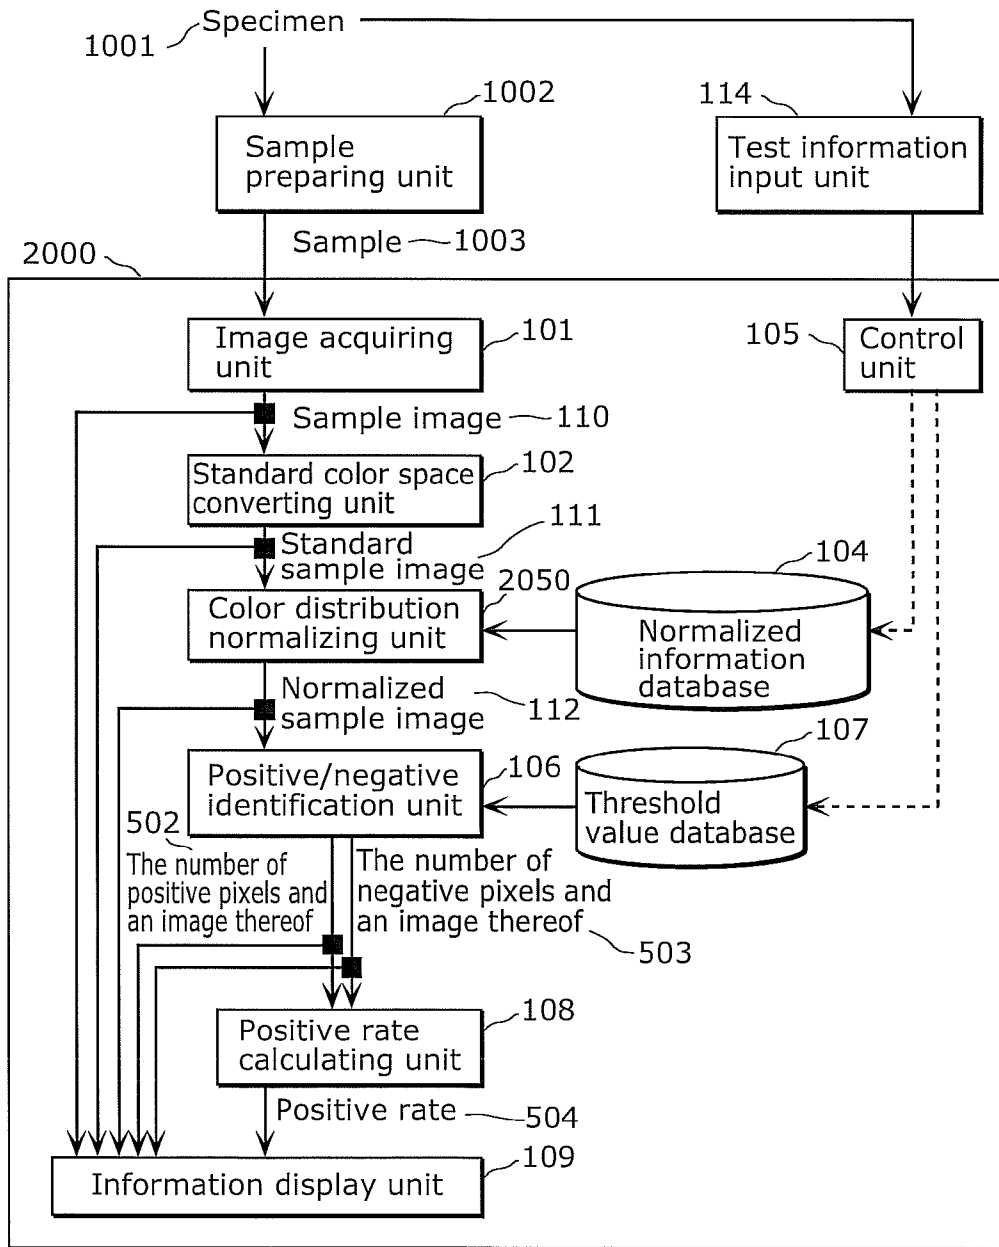 Specimen
1001
1002
114
Sample
preparing unit
Test information
input unit
Sample
1003
2000
Image acquiring
unit
101
105
Control
unit
Sample image
110
Standard color space
converting unit
102
111
Standard
sample image
2050
104
Color distribution
normalizing unit
Normalized
information
database
Normalized
sample image
112
107
Positive/negative
identification unit
106
Threshold
value database
502
The number of
positive pixels and
an image thereof
The number of
negative pixels and
an image thereof
503
Positive rate
calculating unit
108
Positive rate
504
109
Information display unit